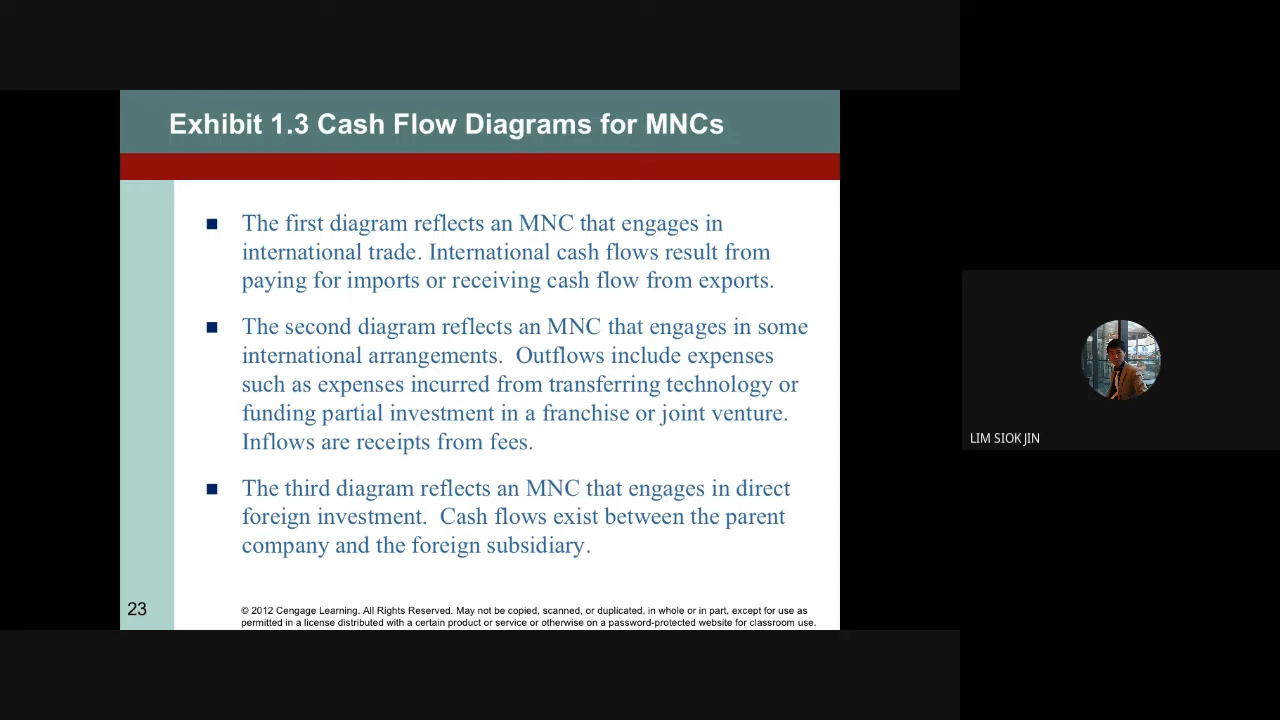 Exhibit 1.3 Cash Flow Diagrams for MNCs
The first diagram reflects an MNC that engages in
international trade. International cash flows result from
paying for imports or receiving cash flow from exports.
The second diagram reflects an MNC that engages in some
international arrangements.  Outflows include expenses
such as expenses incurred from transferring technology or
funding partial investment in a franchise or joint venture.
Inflows are receipts from fees.
The third diagram reflects an MNC that engages in direct
foreign investment.  Cash flows exist between the parent
company and the foreign subsidiary.
23
© 2012 Cengage Learning. All Rights Reserved. May not be copied, scanned, or duplicated, in whole or in part, except for use as
permitted in a license distributed with a certain product or service or otherwise on a password-protected website for classroom use.
LIM SIOK JIN